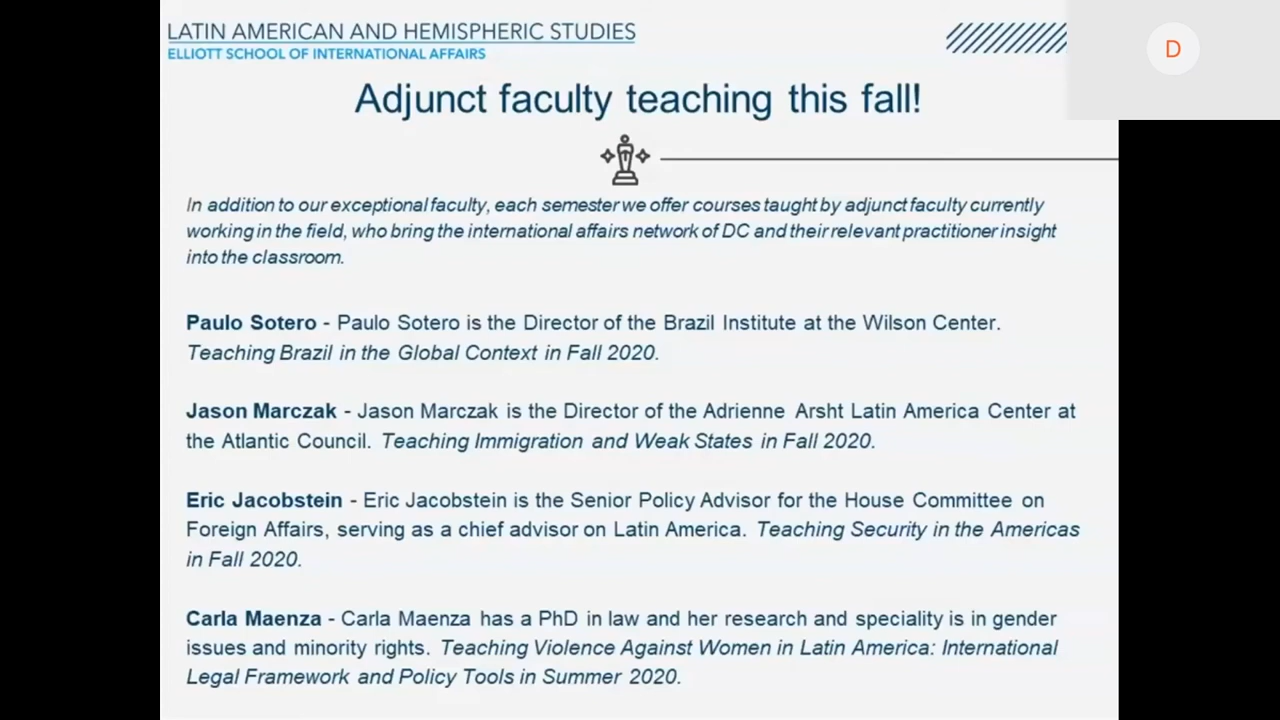 LATIN AMERICAN AND HEMISPHERIC STUDIES
ELLIOTT SCHOOL OF INTERNATIONAL AFFAIRS
D
Adjunct faculty teaching this fall!
In addition to our exceptional faculty, each semester we offer courses taught by adjunct faculty currently
working in the field, who bring the international affairs network of DC and their relevant practitioner insight
into the classroom.
Paulo Sotero - Paulo Sotero is the Director of the Brazil Institute at the Wilson Center.
Teaching Brazil in the Global Context in Fall 2020.
Jason Marczak - Jason Marczak is the Director of the Adrienne Arsht Latin America Center at
the Atlantic Council. Teaching Immigration and Weak States in Fall 2020.
Eric Jacobstein - Eric Jacobstein is the Senior Policy Advisor for the House Committee on
Foreign Affairs, serving as a chief advisor on Latin America. Teaching Security in the Americas
in Fall 2020.
Carla Maenza - Carla Maenza has a PhD in law and her research and speciality is in gender
issues and minority rights. Teaching Violence Against Women in Latin America: International
Legal Framework and Policy Tools in Summer 2020.